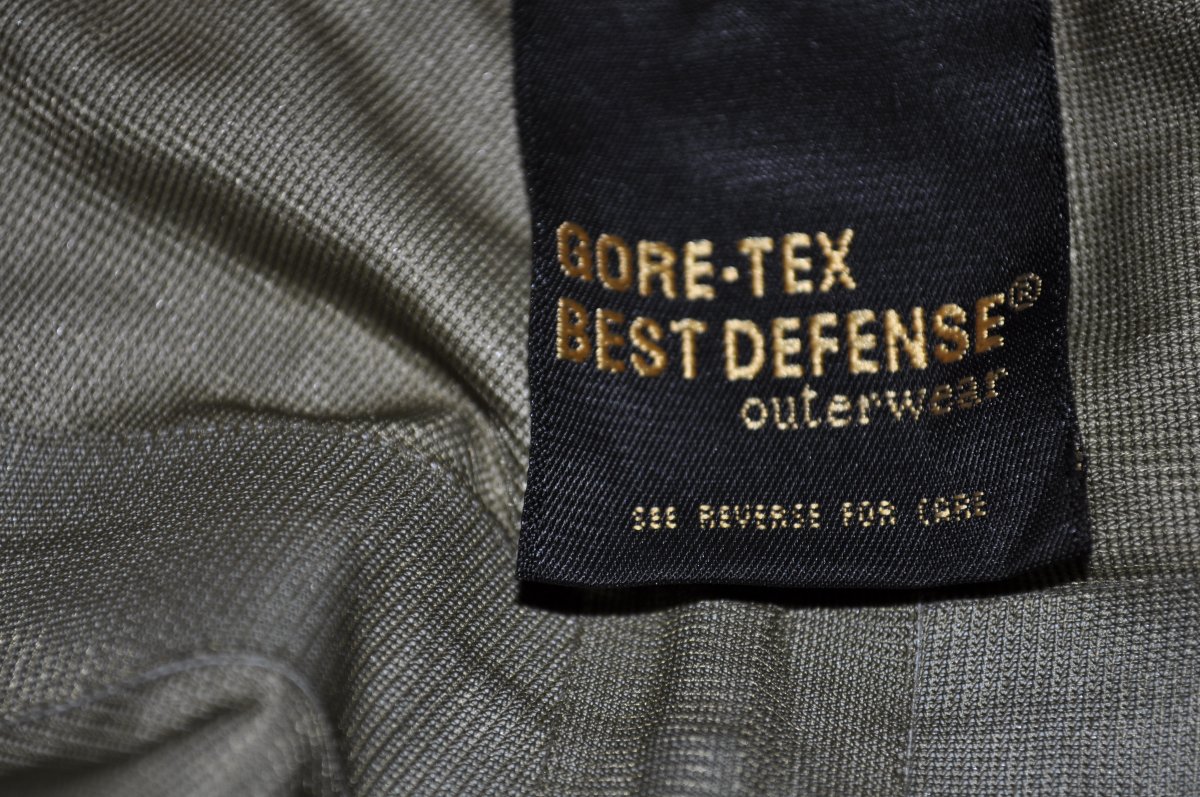 GORE-TEX
BEST DEFENSE®
outerwear
SEE REVERSE FOR CARE